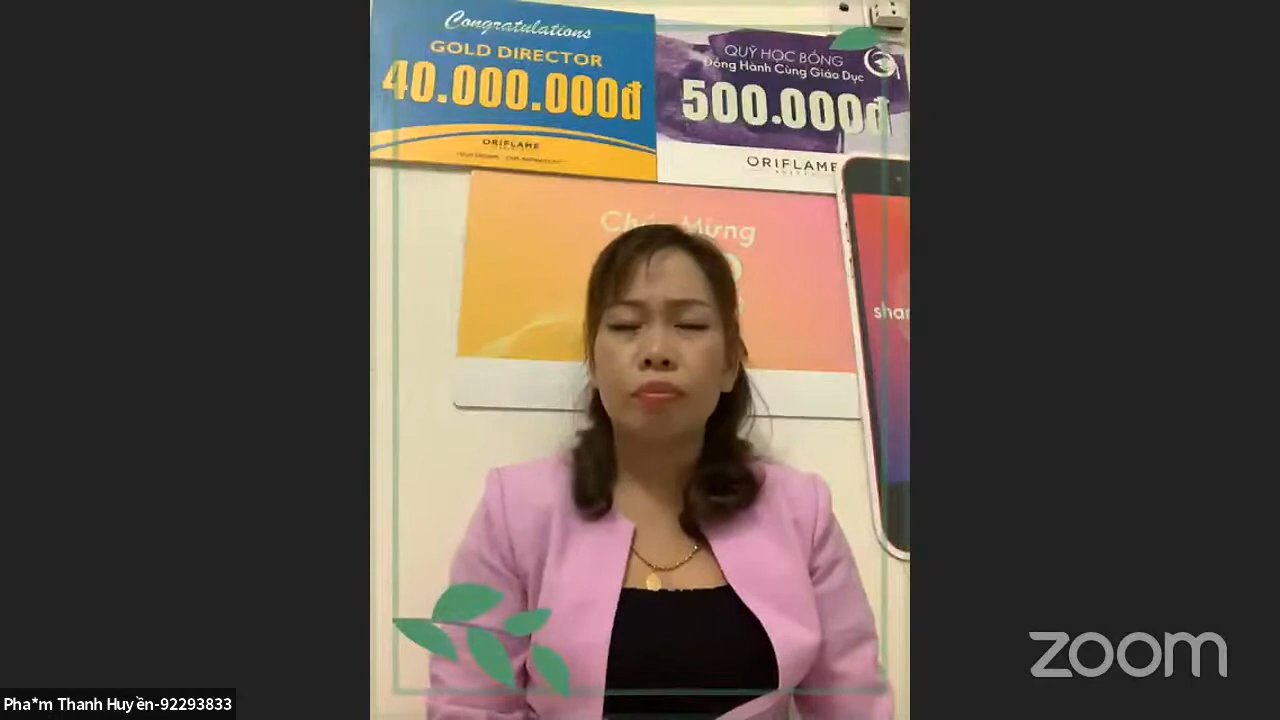 Congratulations
GOLD DIRECTOR
40.000.000đ
ORIFLAME
QUỸ HỌC BỔNG
Đồng Hành Cùng Giáo Dục
500.000đ
ORIFLAME
Mừng
shar
zoom
Pha*m Thanh Huyền-92293833